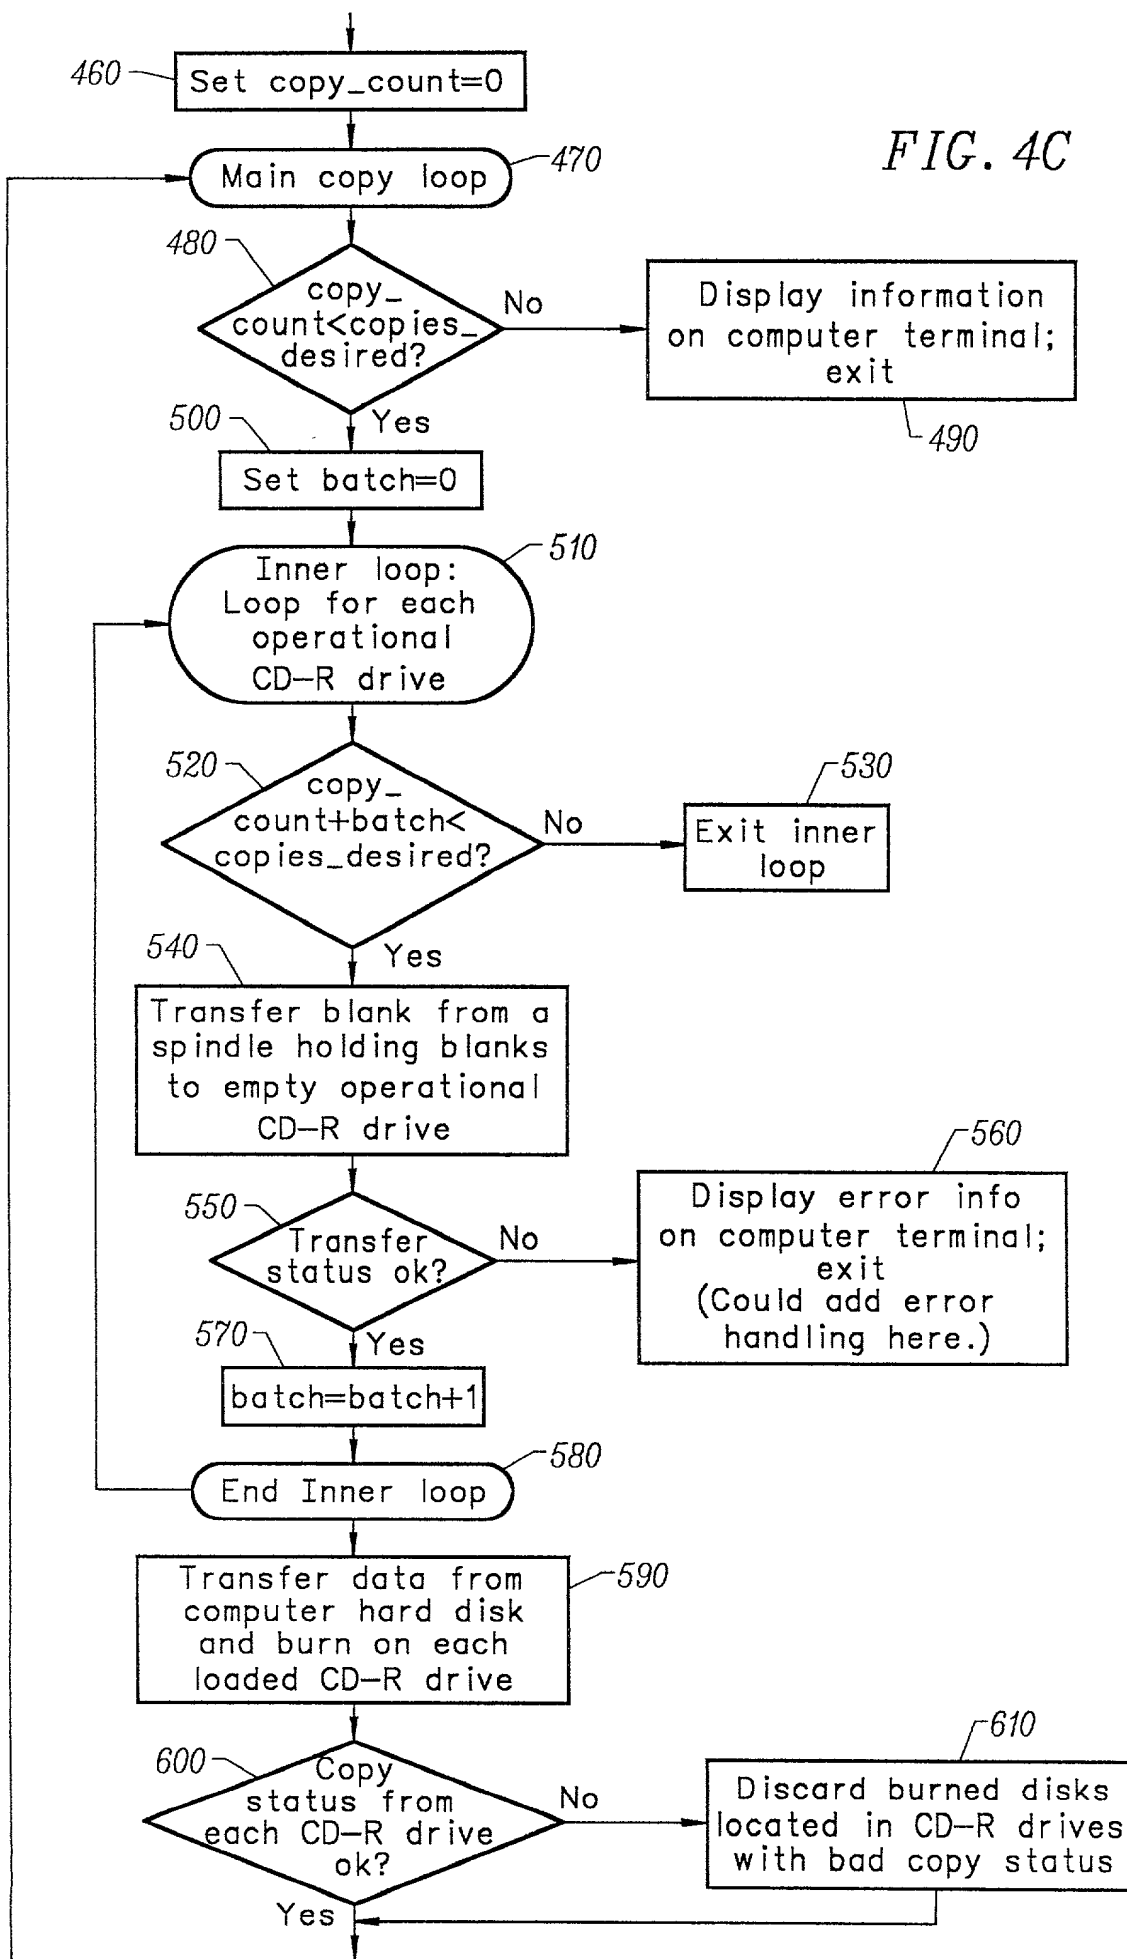 460
Set copy_count=0
FIG. 4C
Main copy loop
470
480
copy_
count<copies_
desired?
No
Display information
on computer terminal;
exit
490
Yes
500
Set batch=0
510
Inner loop:
Loop for each
operational
CD-R drive
520
copy_
count+batch<
copies_desired?
No
530
Exit inner
loop
Yes
540
Transfer blank from a
spindle holding blanks
to empty operational
CD-R drive
550
Transfer
status ok?
No
560
Display error info
on computer terminal;
exit
(Could add error
handling here.)
Yes
570
batch=batch+1
580
End Inner loop
590
Transfer data from
computer hard disk
and burn on each
loaded CD-R drive
600
Copy
status from
each CD-R drive
ok?
No
610
Discard burned disks
located in CD-R drives
with bad copy status
Yes